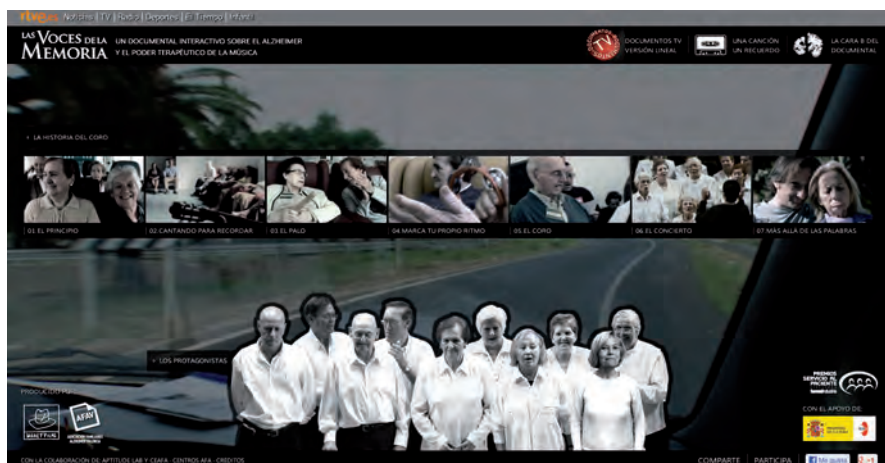 rtve.es Noticias | TV | Radio | Deportes | El Tiempo | Infantil
LAS VOCES DE LA MEMORIA
UN DOCUMENTAL INTERACTIVO SOBRE EL ALZHEIMER
Y EL PODER TERAPÉUTICO DE LA MÚSICA
TV
DOCUMENTOS TV
VERSIÓN LINEAL
UNA CANCIÓN
UN RECUERDO
LA CARA B DEL
DOCUMENTAL
LA HISTORIA DEL CORO
01 EL PRINCIPIO
02 CANTANDO PARA RECORDAR
03 EL PALO
04 MARCA TU PROPIO RITMO
05 EL CORO
06 EL CONCIERTO
07 MÁS ALLÁ DE LAS PALABRAS
LOS PROTAGONISTAS
PRODUCIDO POR
AFAV
PREMIOS
SERVICIO AL
PACIENTE
CON EL APOYO DE:
CON LA COLABORACIÓN DE: APTITUDE LAB Y CEAFA · CENTROS AFA · CRÉDITOS
COMPARTE
PARTICIPA
Me gusta